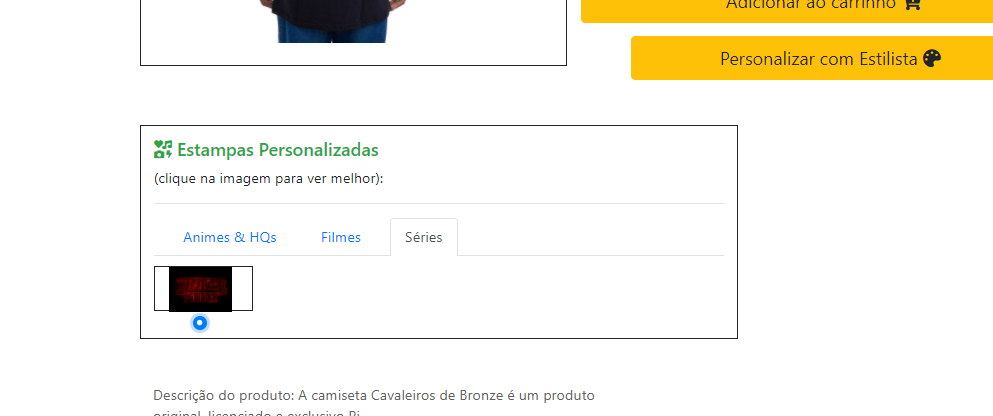 Adicionar ao carrinho
Personalizar com Estilista
Estampas Personalizadas
(clique na imagem para ver melhor):
Animes & HQs
Filmes
Séries
Descrição do produto: A camiseta Cavaleiros de Bronze é um produto
original, licenciado e exclusivo